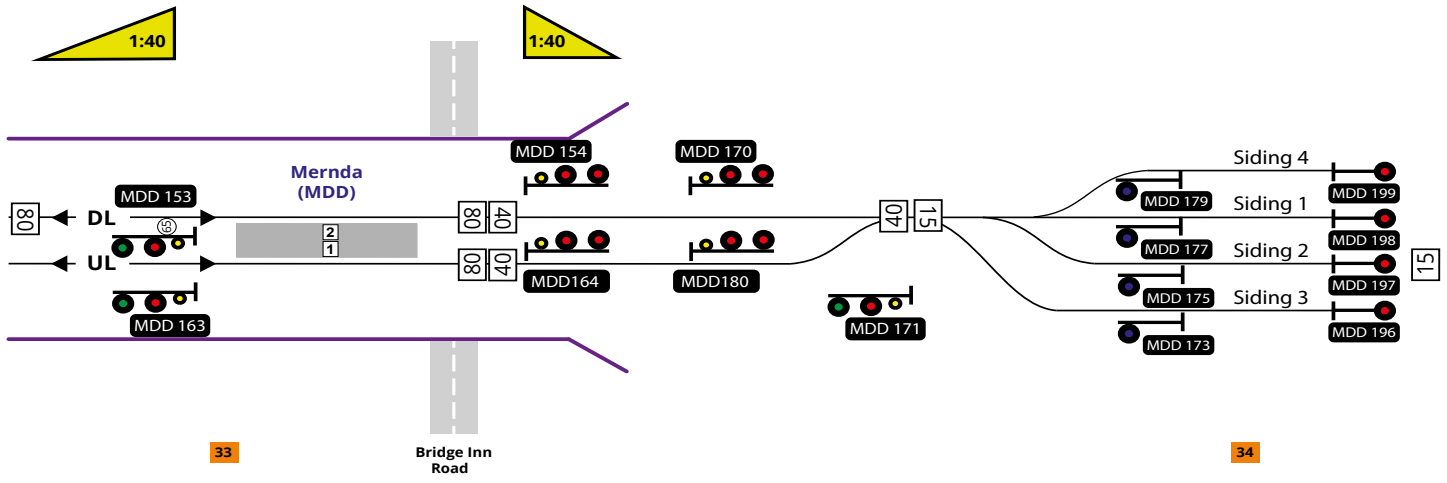 1:40
1:40
Mernda
(MDD)
MDD 153
65
80
DL
UL
2
1
MDD 163
MDD 154
MDD 170
80
40
80
40
MDD164
MDD180
MDD 171
40
15
Siding 4
MDD 179
MDD 199
Siding 1
MDD 177
MDD 198
Siding 2
MDD 175
MDD 197
Siding 3
MDD 173
MDD 196
15
33
Bridge Inn
Road
34